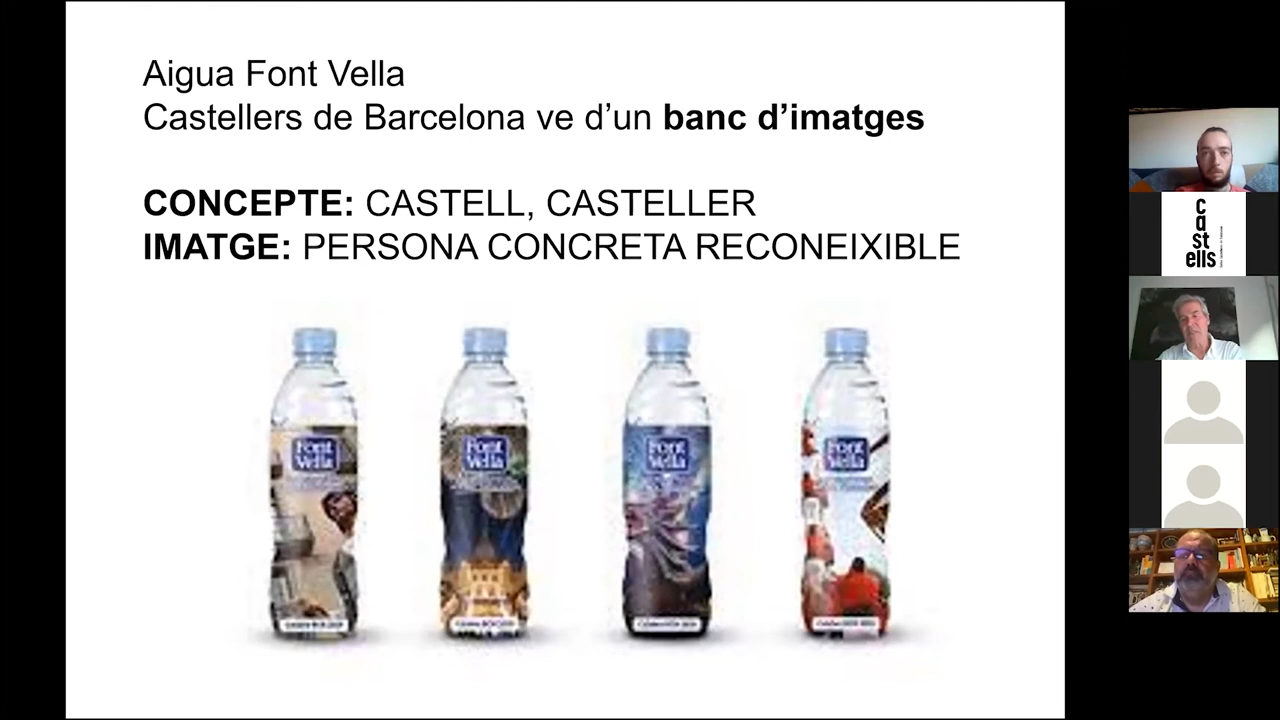 Aigua Font Vella
Castellers de Barcelona ve d’un banc d’imatges
CONCEPTE: CASTELL, CASTELLER
IMATGE: PERSONA CONCRETA RECONEIXIBLE
Font
Vella
Font
Vella
Font
Vella
Font
Vella
c
a
st
ells